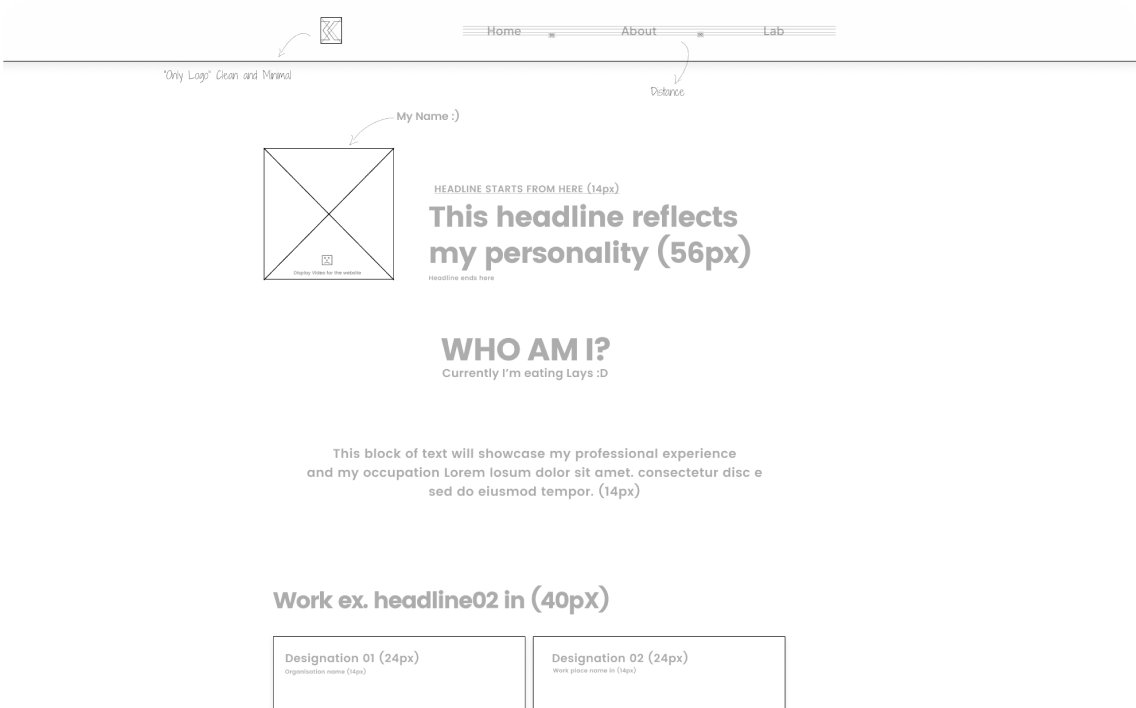 Home About Lab
"Only Logo" Clean and Minimal
Distance
My Name :)
HEADLINE STARTS FROM HERE (14px)
This headline reflects
my personality (56px)
Display Video for the website
Headline ends here
WHO AM I?
Currently I'm eating Lays :D
This block of text will showcase my professional experience
and my occupation Lorem Iosum dolor sit amet. consectetur disc e
sed do eiusmod tempor. (14px)
Work ex. headline02 in (40pX)
Designation 01 (24px)
Organisation name (14px)
Designation 02 (24px)
Work place name in (14px)